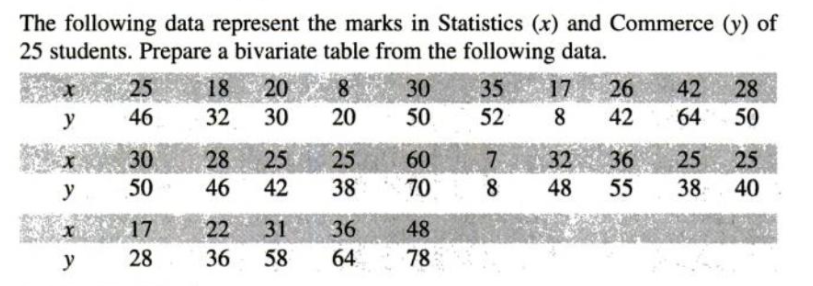 The following data represent the marks in Statistics (x) and Commerce (y) of
25 students. Prepare a bivariate table from the following data.
x 25 18 20 8 30 35 17 26 42 28
y 46 32 30 20 50 52 8 42 64 50
x 30 28 25 25 60 7 32 36 25 25
y 50 46 42 38 70 8 48 55 38 40
x 17 22 31 36 48
y 28 36 58 64 78